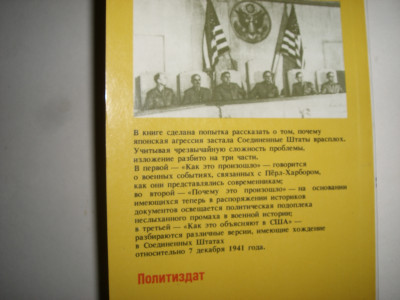 В книге сделана попытка рассказать о том, почему
японская агрессия застала Соединенные Штаты врасплох.
Учитывая чрезвычайную сложность проблемы,
изложение разбито на три части.
В первой — «Как это произошло» — говорится
о военных событиях, связанных с Пёрл-Харбором,
как они представлялись современникам;
во второй — «Почему это произошло» — на основании
имеющихся теперь в распоряжении историков
документов освещается политическая подоплека
неслыханного промаха в военной истории;
в третьей — «Как это объясняют в США» —
разбираются различные версии, имеющие хождение
в Соединенных Штатах
относительно 7 декабря 1941 года.
Политиздат